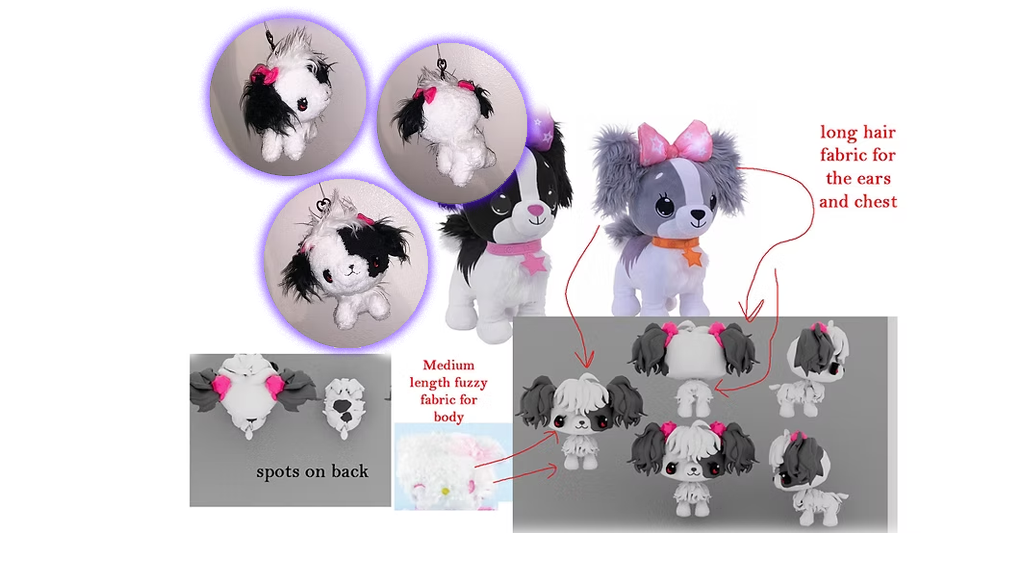 long hair
fabric for
the ears
and chest
Medium
length fuzzy
fabric for
body
spots on back